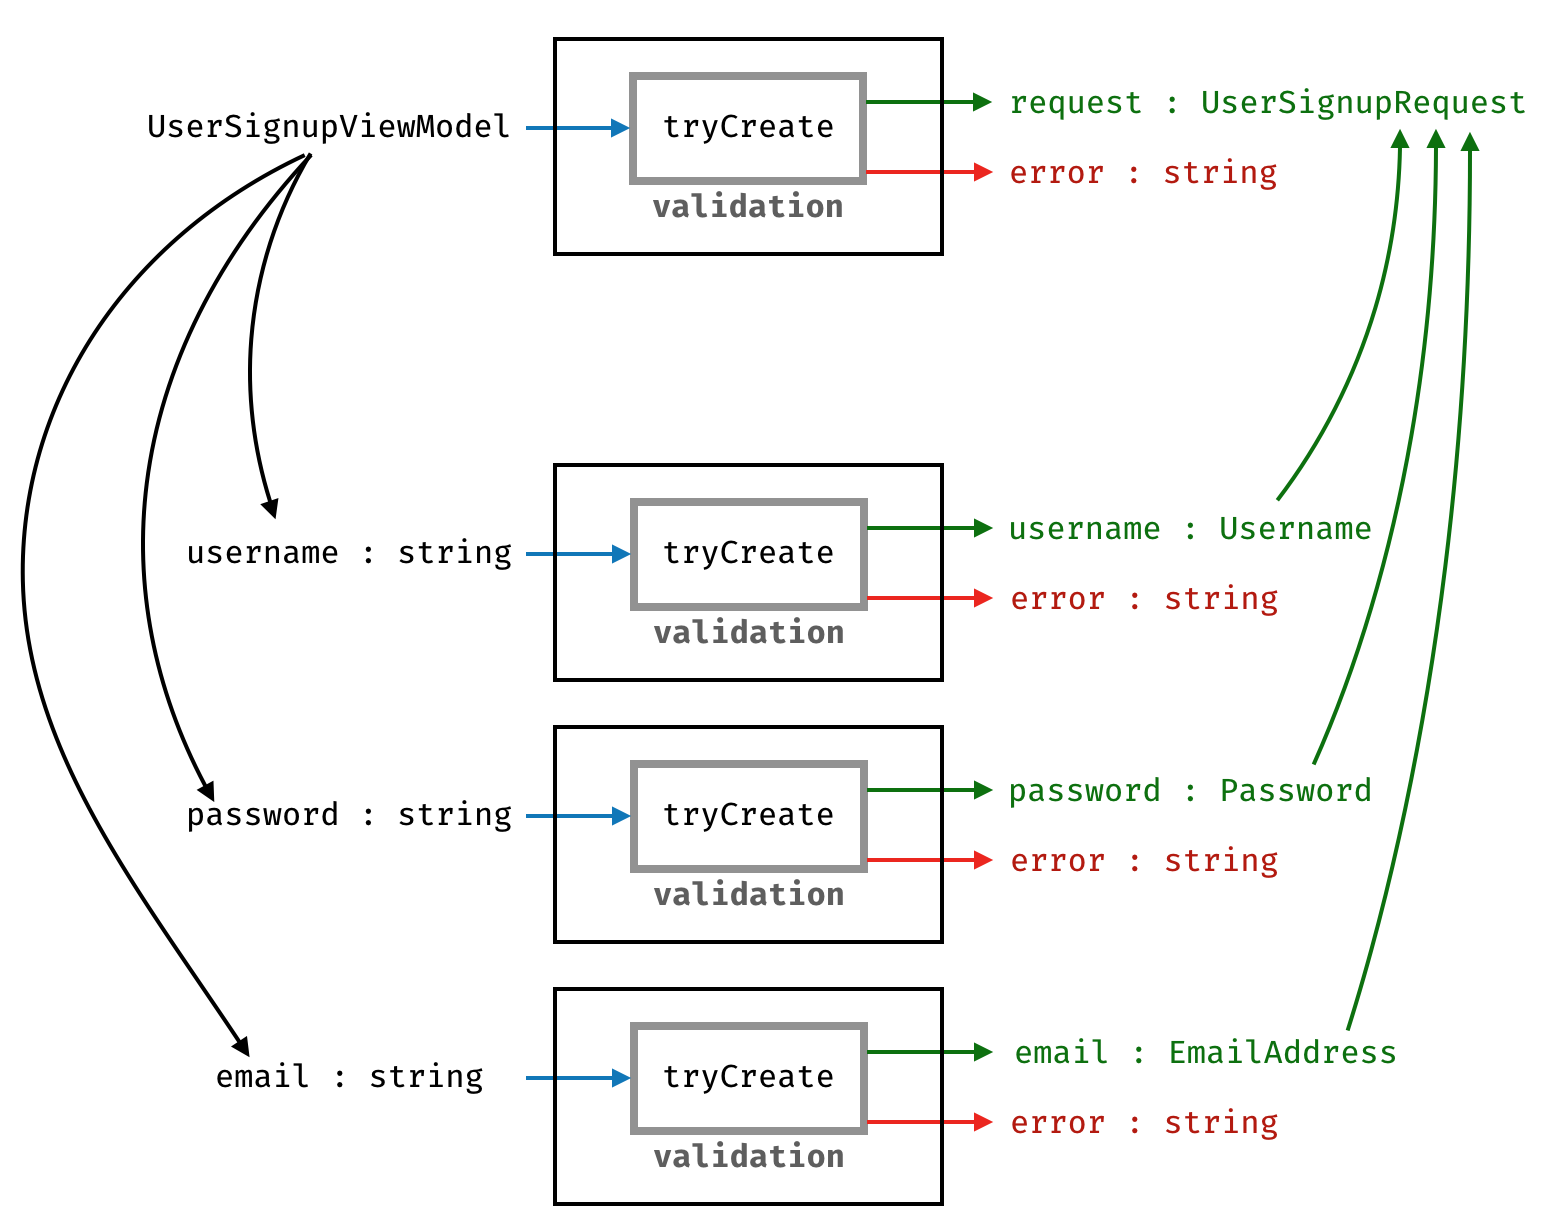 UserSignupViewModel
tryCreate
validation
request : UserSignupRequest
error : string
username : string
tryCreate
validation
username : Username
error : string
password : string
tryCreate
validation
password : Password
error : string
email : string
tryCreate
validation
email : EmailAddress
error : string